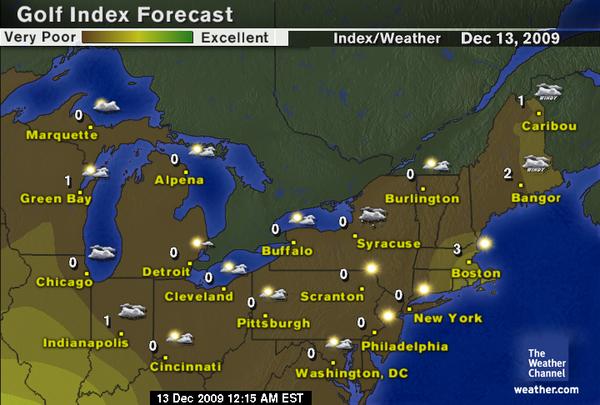 Golf Index Forecast
Very Poor Excellent Index/Weather Dec 13, 2009
1 WINDY
Caribou
0
Marquette
0
Alpena
1
Green Bay
0
Burlington
2 WINDY
Bangor
0
Buffalo
0
Syracuse
3
Boston
0
Chicago
0
Detroit
0
Cleveland
0
Scranton
0
New York
0
Pittsburgh
0
Philadelphia
1
Indianapolis
0
Cincinnati
0
Washington, DC
The
Weather
Channel
weather.com
13 Dec 2009 12:15 AM EST